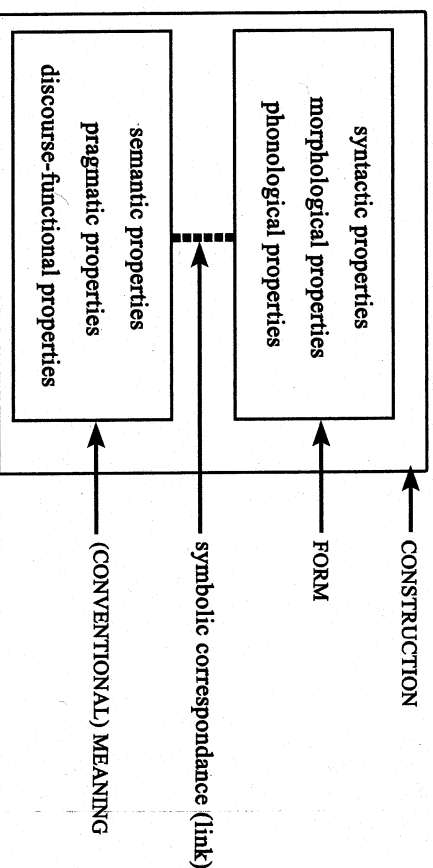 CONSTRUCTION
syntactic properties
morphological properties
phonological properties
FORM
symbolic correspondance (link)
semantic properties
pragmatic properties
discourse-functional properties
(CONVENTIONAL) MEANING